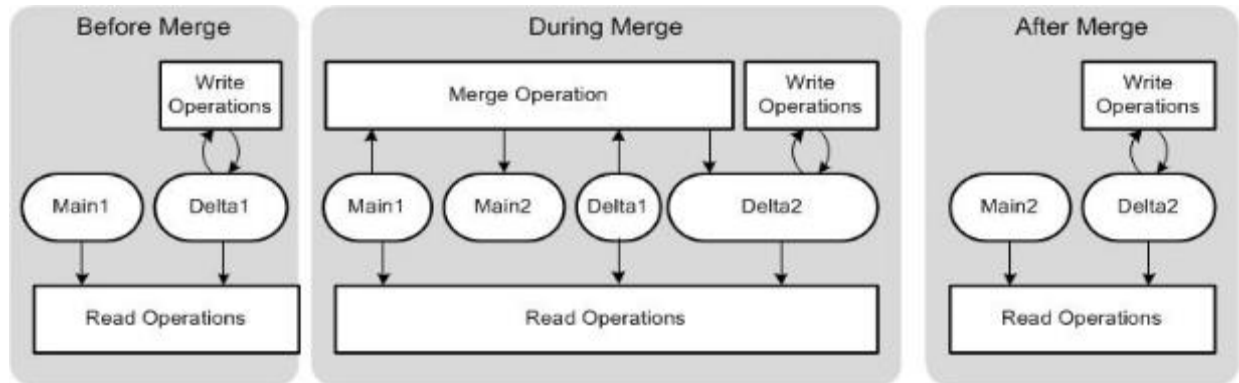 Before Merge
Write
Operations
Main1
Delta1
Read Operations
During Merge
Merge Operation
Write
Operations
Main1
Main2
Delta1
Delta2
Read Operations
After Merge
Write
Operations
Main2
Delta2
Read Operations